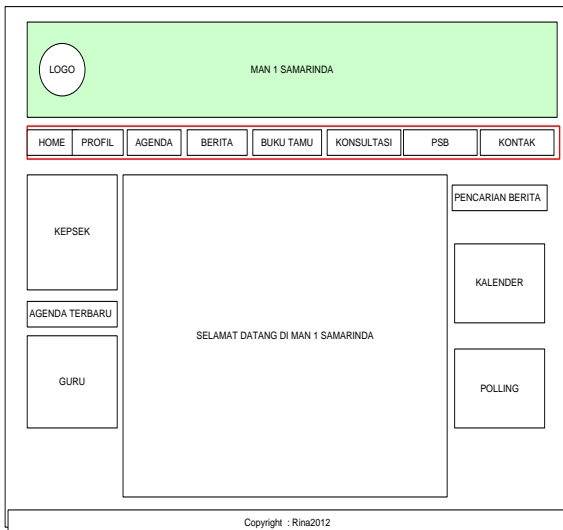 LOGO
MAN 1 SAMARINDA
HOME
PROFIL
AGENDA
BERITA
BUKU TAMU
KONSULTASI
PSB
KONTAK
KEPSEK
AGENDA TERBARU
GURU
SELAMAT DATANG DI MAN 1 SAMARINDA
PENCARIAN BERITA
KALENDER
POLLING
Copyright : Rina2012